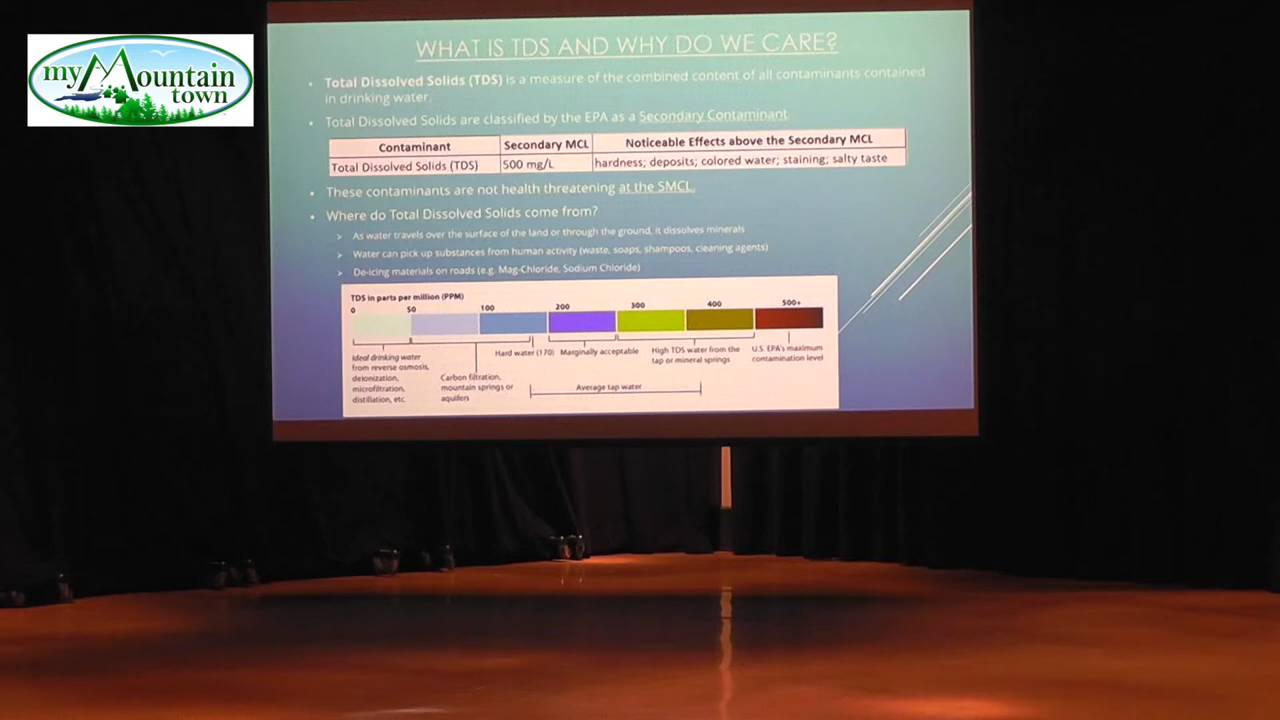 my Mountain
town
WHAT IS TDS AND WHY DO WE CARE?
• Total Dissolved Solids (TDS) is a measure of the combined content of all contaminants contained
in drinking water.
• Total Dissolved Solids are classified by the EPA as a Secondary Contaminant.
Contaminant Secondary MCL Noticeable Effects above the Secondary MCL
Total Dissolved Solids (TDS) 500 mg/L hardness; deposits; colored water; staining; salty taste
• These contaminants are not health threatening at the SMCL.
• Where do Total Dissolved Solids come from?
➢ As water travels over the surface of the land or through the ground, it dissolves minerals
➢ Water can pick up substances from human activity (waste, soaps, shampoos, cleaning agents)
➢ De-icing materials on roads (e.g. Mag-Chloride, Sodium Chloride)
TDS in parts per million (PPM)
0 50 100 200 300 400 500+
Ideal drinking water
from reverse osmosis,
deionization,
microfiltration,
distillation, etc.
Carbon filtration,
mountain springs or
aquifers
Hard water (170)
Marginally acceptable
High TDS water from the
tap or mineral springs
U.S. EPA's maximum
contamination level
Average tap water